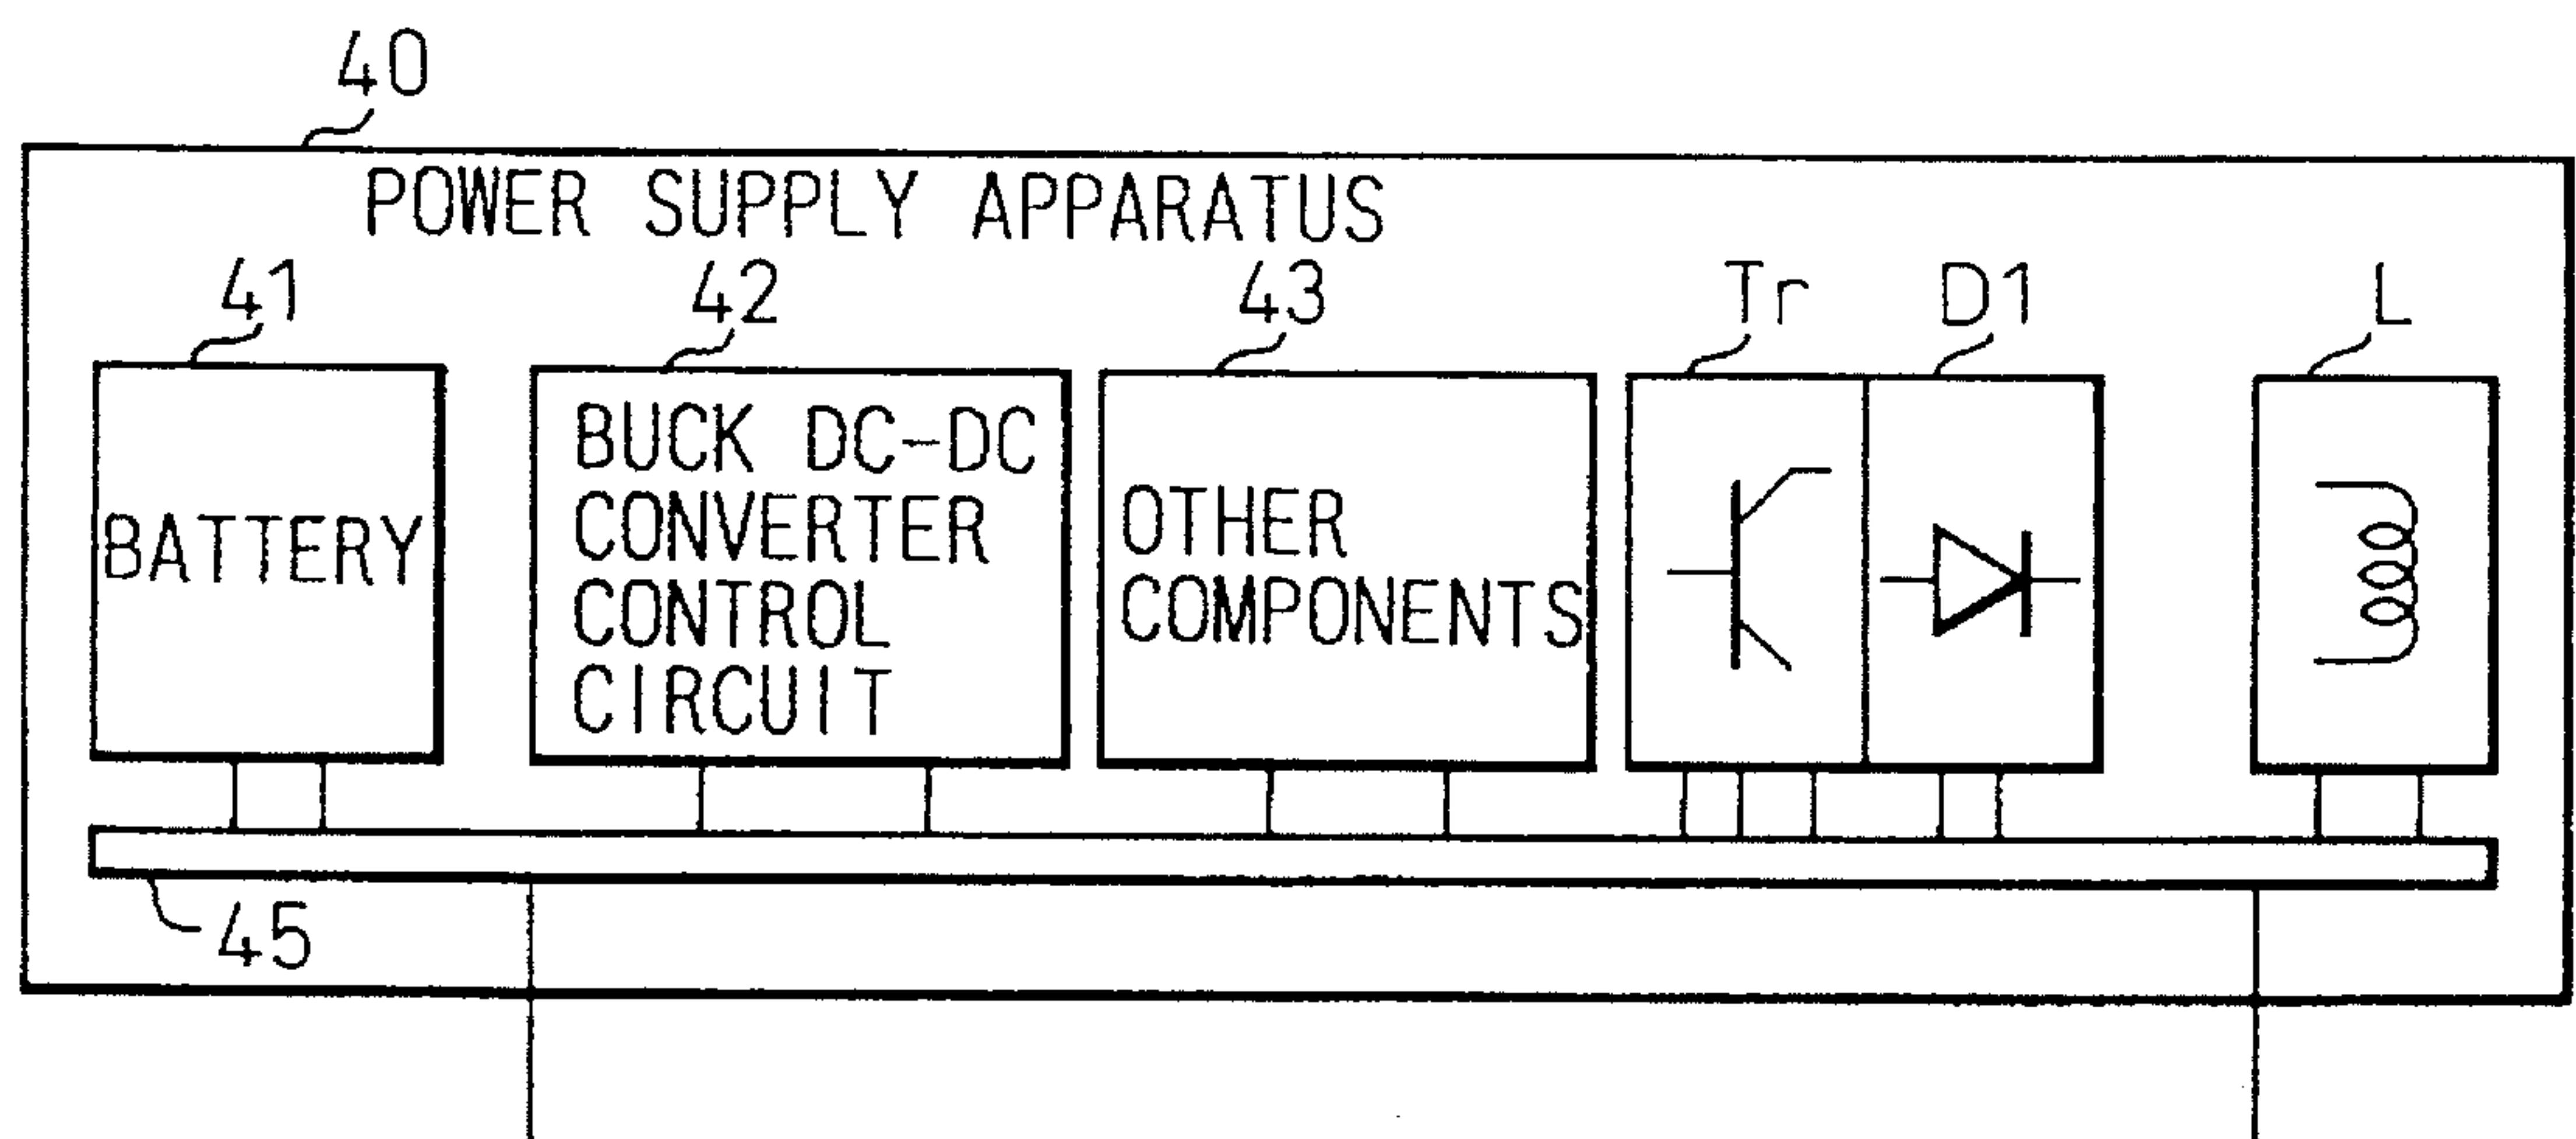 40
POWER SUPPLY APPARATUS
41
42
43
Tr
D1
L
BATTERY
BUCK DC-DC
CONVERTER
CONTROL
CIRCUIT
OTHER
COMPONENTS
45